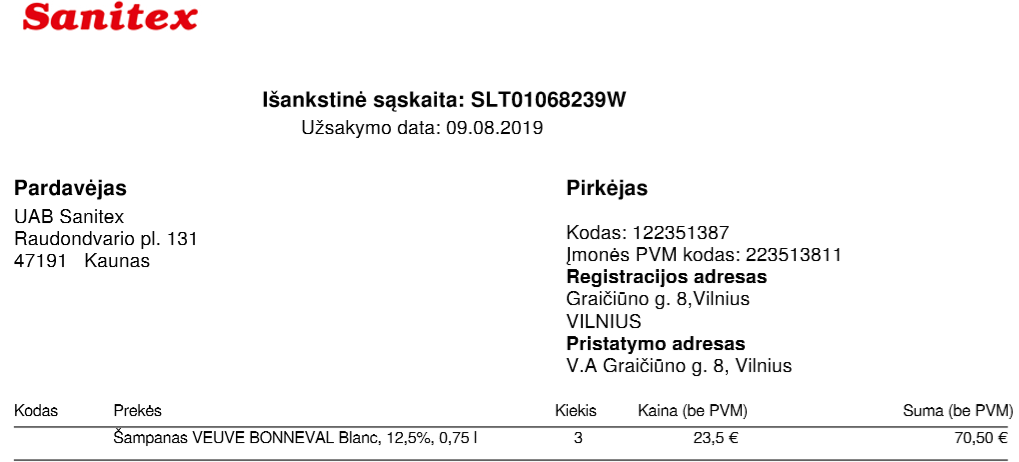 Sanitex
Išankstinė sąskaita: SLT01068239W
Užsakymo data: 09.08.2019
Pardavėjas
UAB Sanitex
Raudondvario pl. 131
47191 Kaunas
Pirkėjas
Kodas: 122351387
Įmonės PVM kodas: 223513811
Registracijos adresas
Graičiūno g. 8,Vilnius
VILNIUS
Pristatymo adresas
V.A Graičiūno g. 8, Vilnius
Kodas Prekės Kiekis Kaina (be PVM) Suma (be PVM)
Šampanas VEUVE BONNEVAL Blanc, 12,5%, 0,75 l 3 23,5 € 70,50 €